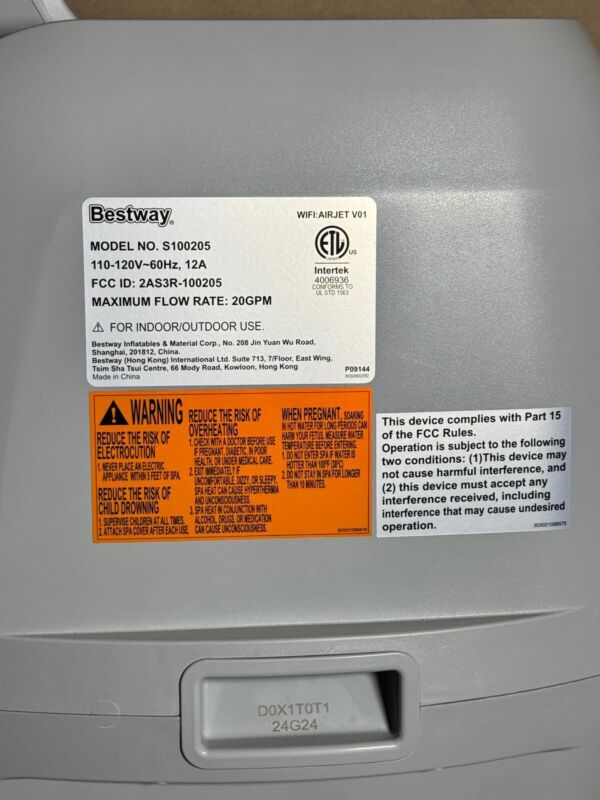 Bestway®
WIFI:AIRJET V01
MODEL NO. S100205
110-120V~60Hz, 12A
FCC ID: 2AS3R-100205
MAXIMUM FLOW RATE: 20GPM
ETL US
Intertek
4006936
CONFORMS TO
UL STD 1563
⚠ FOR INDOOR/OUTDOOR USE.
Bestway Inflatables & Material Corp., No. 208 Jin Yuan Wu Road,
Shanghai, 201812, China.
Bestway (Hong Kong) International Ltd. Suite 713, 7/Floor, East Wing,
Tsim Sha Tsui Centre, 66 Mody Road, Kowloon, Hong Kong
Made in China
P09144
⚠ WARNING
REDUCE THE RISK OF
ELECTROCUTION
1. NEVER PLACE AN ELECTRIC
APPLIANCE WITHIN 5 FEET OF SPA.
REDUCE THE RISK OF
CHILD DROWNING
1. SUPERVISE CHILDREN AT ALL TIMES.
2. ATTACH SPA COVER AFTER EACH USE.
REDUCE THE RISK OF
OVERHEATING
1. CHECK WITH A DOCTOR BEFORE USE
IF PREGNANT, DIABETIC, IN POOR
HEALTH, OR UNDER MEDICAL CARE.
2. EXIT IMMEDIATELY IF
UNCOMFORTABLE, DIZZY, OR SLEEPY.
SPA HEAT CAN CAUSE HYPERTHERMIA
AND UNCONSCIOUSNESS.
3. SPA HEAT IN CONJUNCTION WITH
ALCOHOL, DRUGS, OR MEDICATION
CAN CAUSE UNCONSCIOUSNESS.
WHEN PREGNANT, SOAKING
IN HOT WATER FOR LONG PERIODS CAN
HARM YOUR FETUS. MEASURE WATER
TEMPERATURE BEFORE ENTERING.
1. DO NOT ENTER SPA IF WATER IS
HOTTER THAN 100ºF (38ºC)
2. DO NOT STAY IN SPA FOR LONGER
THAN 10 MINUTES.
This device complies with Part 15
of the FCC Rules.
Operation is subject to the following
two conditions: (1)This device may
not cause harmful interference, and
(2) this device must accept any
interference received, including
interference that may cause undesired
operation.
303021098575
D0X1T0T1
24G24